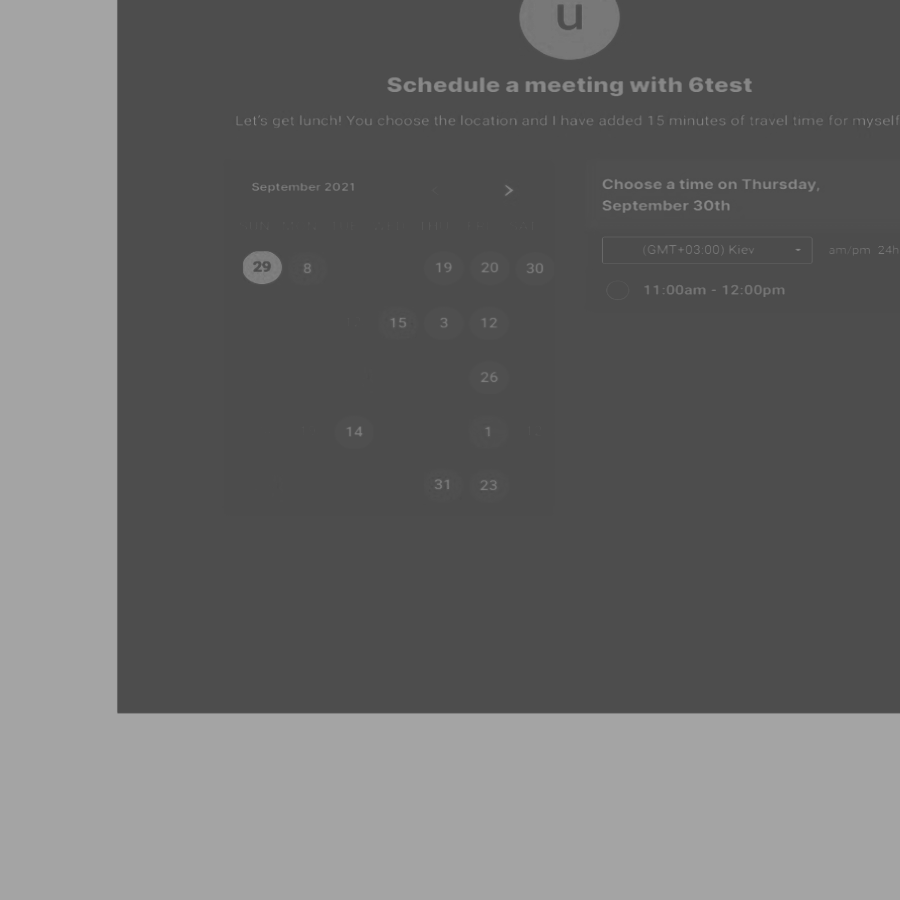 u
Schedule a meeting with 6test
Let's get lunch! You choose the location and I have added 15 minutes of travel time for myself
September 2021
Choose a time on Thursday,
September 30th
(GMT+03:00) Kiev
am/pm 24h
11:00am - 12:00pm
29 8 19 20 30
15 3 12
26
14 1
31 23